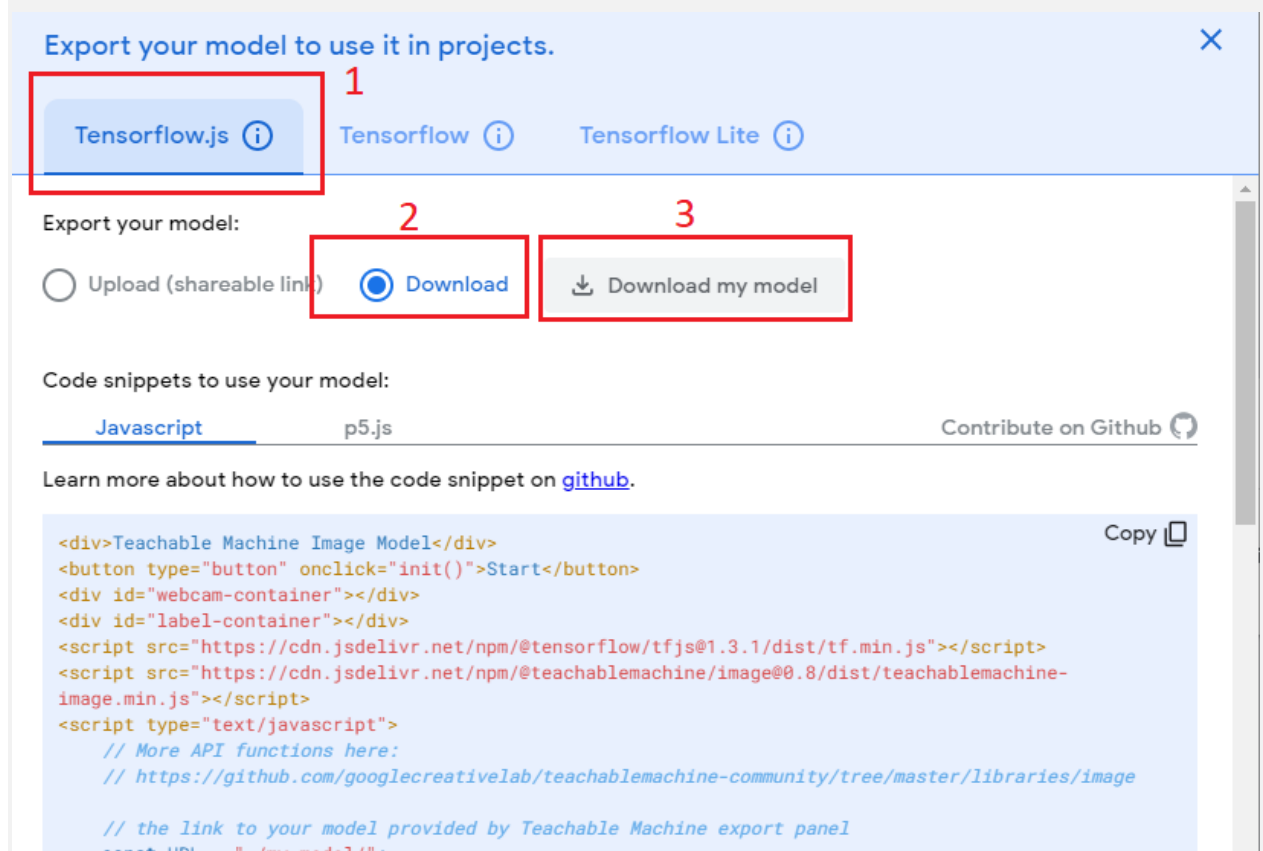 Export your model to use it in projects.
1
Tensorflow.js Tensorflow Tensorflow Lite
Export your model:
2 3
Upload (shareable link) Download Download my model
Code snippets to use your model:
Javascript p5.js Contribute on Github
Learn more about how to use the code snippet on github.
Copy
<div>Teachable Machine Image Model</div>
<button type="button" onclick="init()">Start</button>
<div id="webcam-container"></div>
<div id="label-container"></div>
<script src="https://cdn.jsdelivr.net/npm/@tensorflow/tfjs@1.3.1/dist/tf.min.js"></script>
<script src="https://cdn.jsdelivr.net/npm/@teachablemachine/image@0.8/dist/teachablemachine-
image.min.js"></script>
<script type="text/javascript">
// More API functions here:
// https://github.com/googlecreativelab/teachablemachine-community/tree/master/libraries/image
// the link to your model provided by Teachable Machine export panel